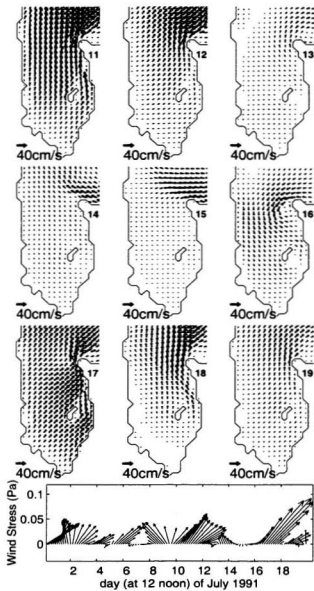 11 12 13
40cm/s 40cm/s 40cm/s
14 15 16
40cm/s 40cm/s 40cm/s
17 18 19
40cm/s 40cm/s 40cm/s
Wind Stress (Pa)
0.1
0.05
0
2 4 6 8 10 12 14 16 18
day (at 12 noon) of July 1991